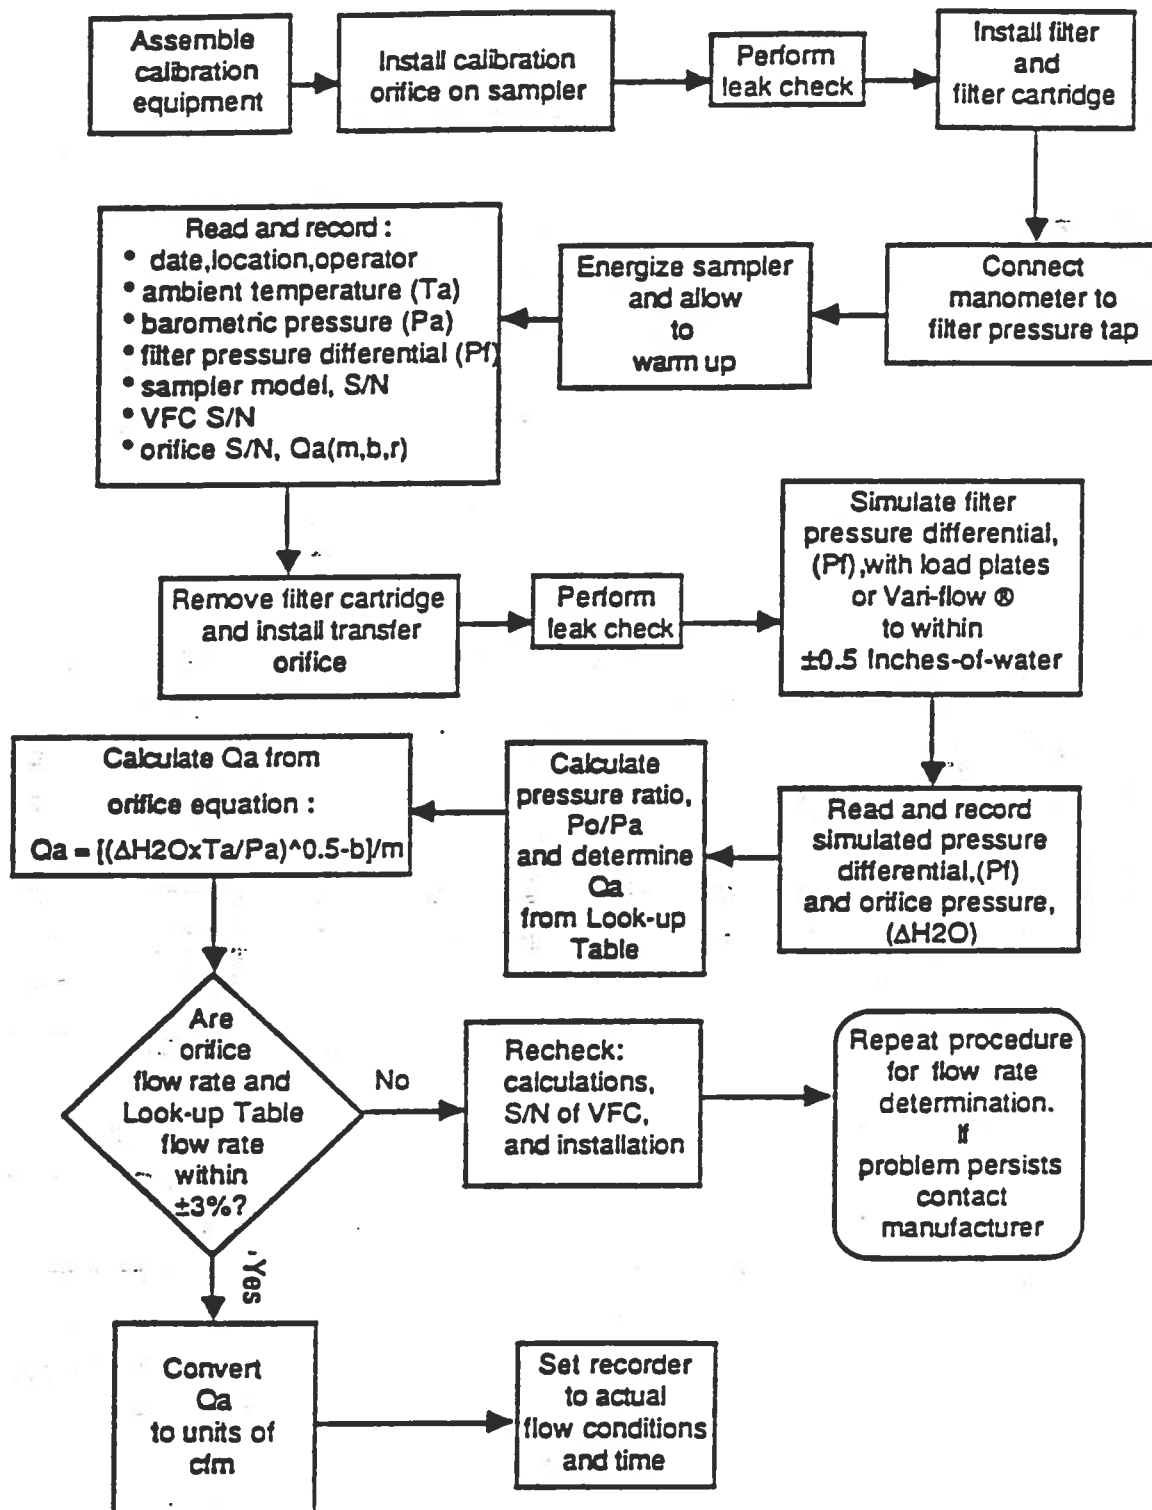 Assemble
calibration
equipment
Install calibration
orifice on sampler
Perform
leak check
Install filter
and
filter cartridge
Connect
manometer to
filter pressure tap
Energize sampler
and allow
to
warm up
Read and record :
• date,location,operator
• ambient temperature (Ta)
• barometric pressure (Pa)
• filter pressure differential (Pf)
• sampler model, S/N
• VFC S/N
• orifice S/N, Qa(m,b,r)
Remove filter cartridge
and install transfer
orifice
Perform
leak check
Simulate filter
pressure differential,
(Pf),with load plates
or Vari-flow ®
to within
±0.5 Inches-of-water
Read and record
simulated pressure
differential,(Pf)
and orifice pressure,
(ΔH2O)
Calculate
pressure ratio,
Po/Pa
and determine
Qa
from Look-up
Table
Calculate Qa from
orifice equation :
Qa = [(ΔH2OxTa/Pa)^0.5-b]/m
Are
orifice
flow rate and
Look-up Table
flow rate
within
±3%?
No
Recheck:
calculations,
S/N of VFC,
and installation
Repeat procedure
for flow rate
determination.
If
problem persists
contact
manufacturer
Yes
Convert
Qa
to units of
cfm
Set recorder
to actual
flow conditions
and time